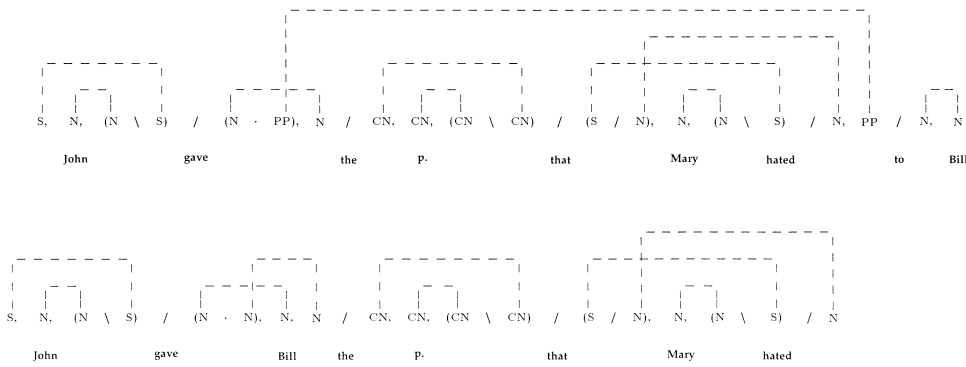 S, N, (N \ S) / (N · PP), N / CN, CN, (CN \ CN) / (S / N), N, (N \ S) / N, PP / N, N
John gave the p. that Mary hated to Bill
S, N, (N \ S) / (N · N), N, N / CN, CN, (CN \ CN) / (S / N), N, (N \ S) / N
John gave Bill the p. that Mary hated